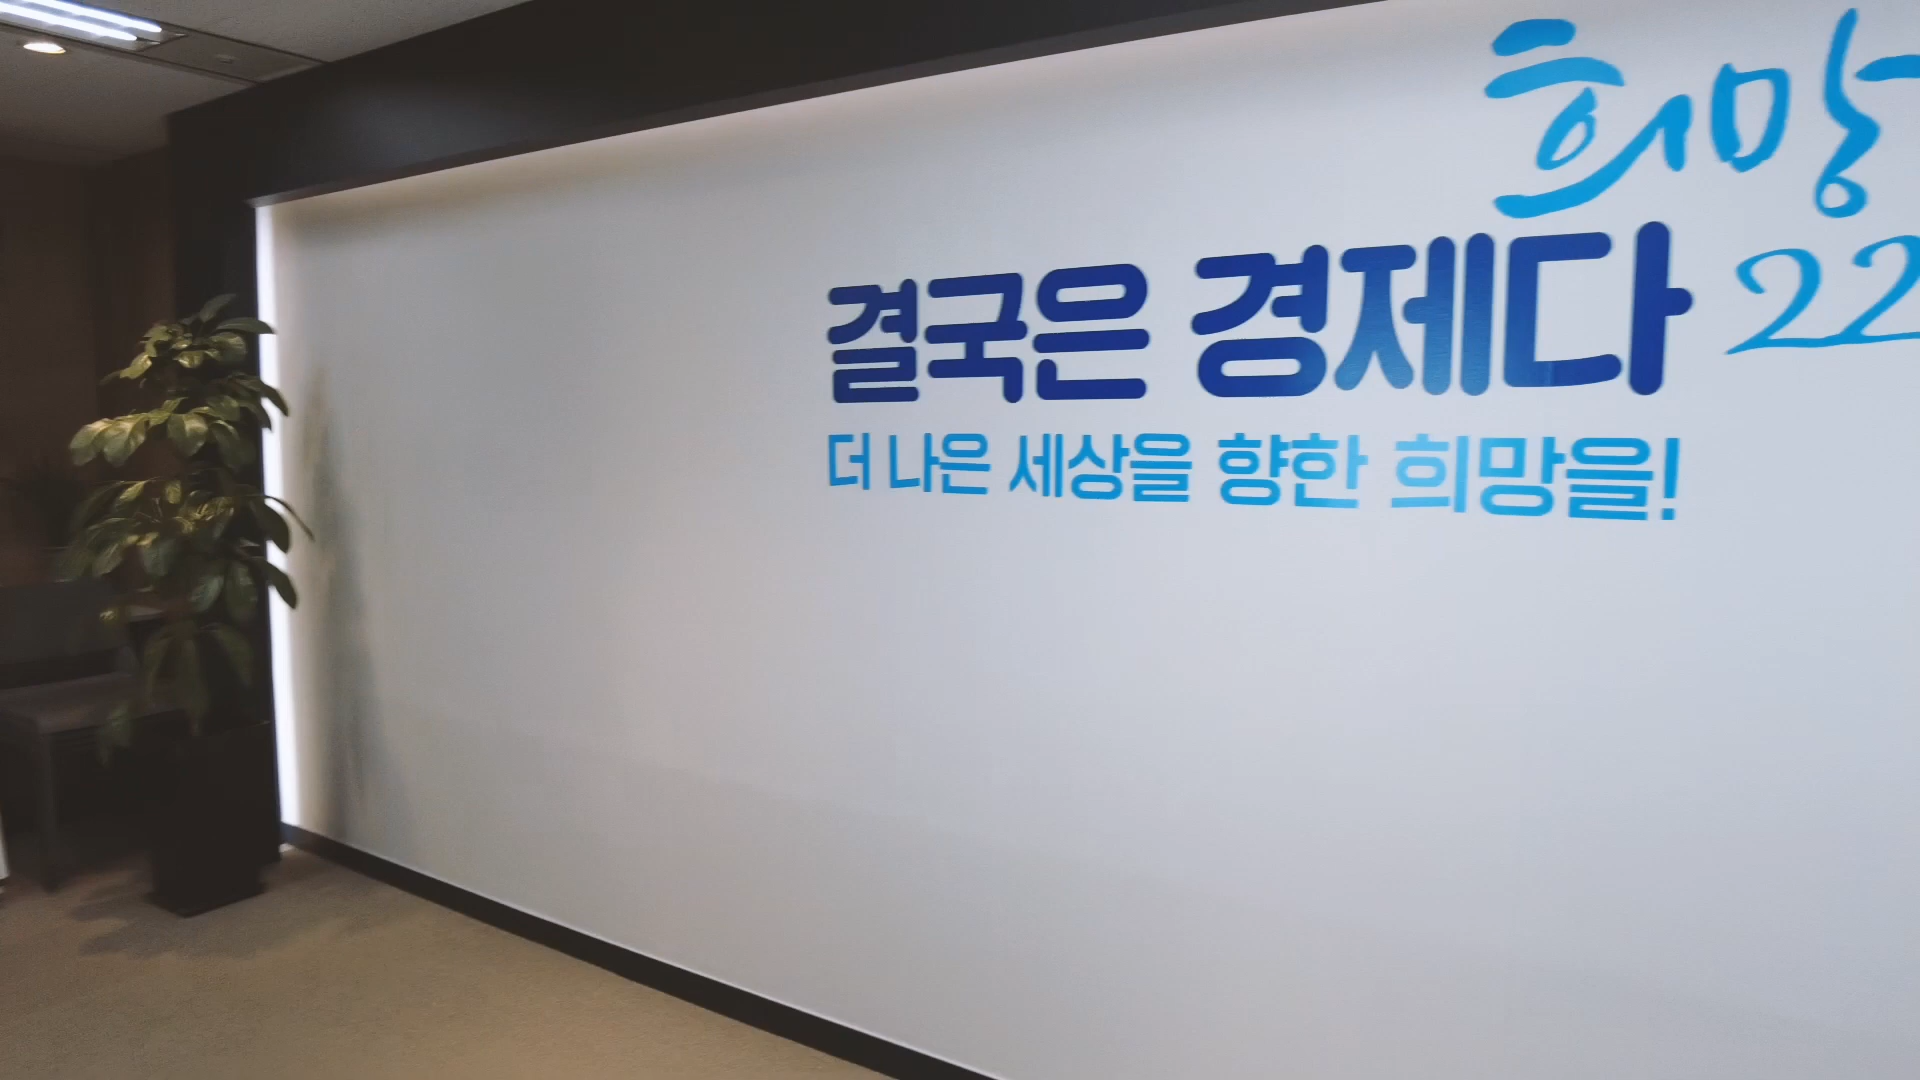 희망
22
결국은 경제다
더 나은 세상을 향한 희망을!